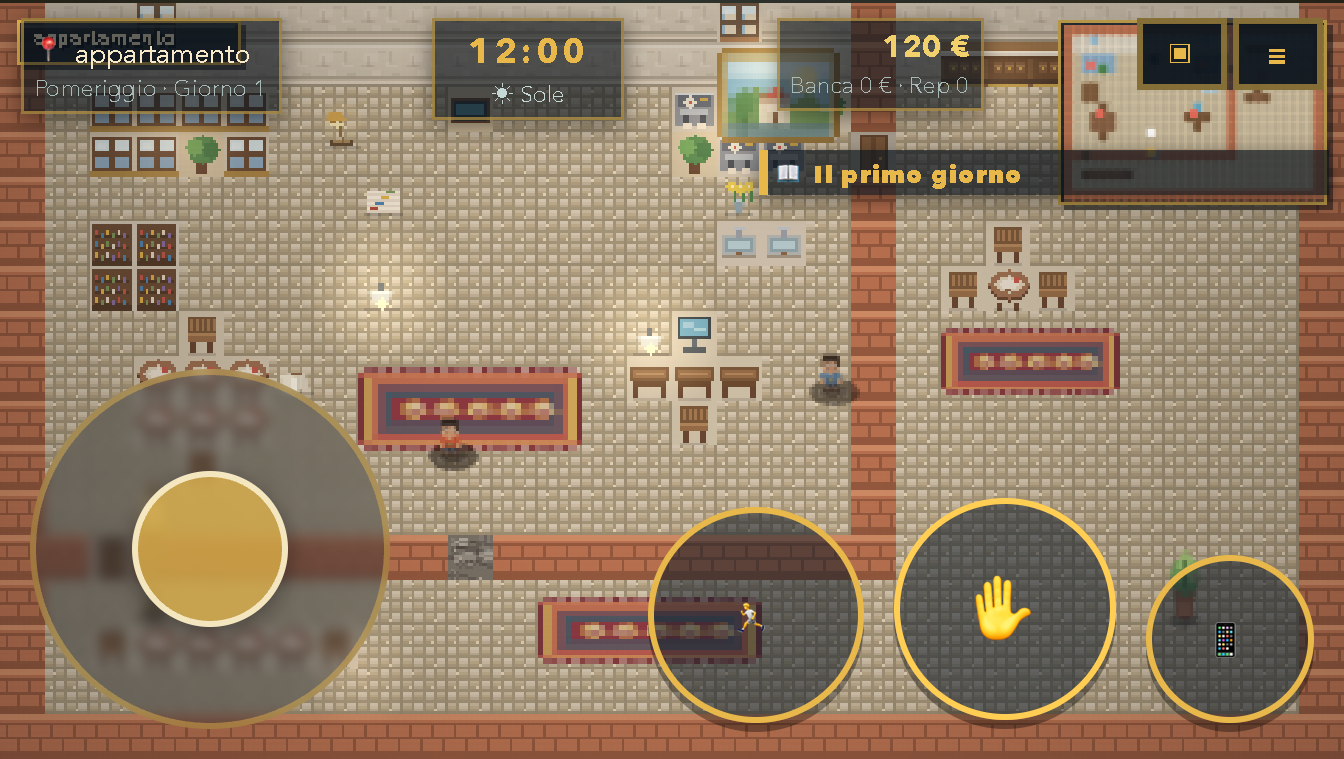 appartamento
appartamento
Pomeriggio · Giorno 1
12:00
Sole
120 €
Banca 0 € · Rep 0
Il primo giorno